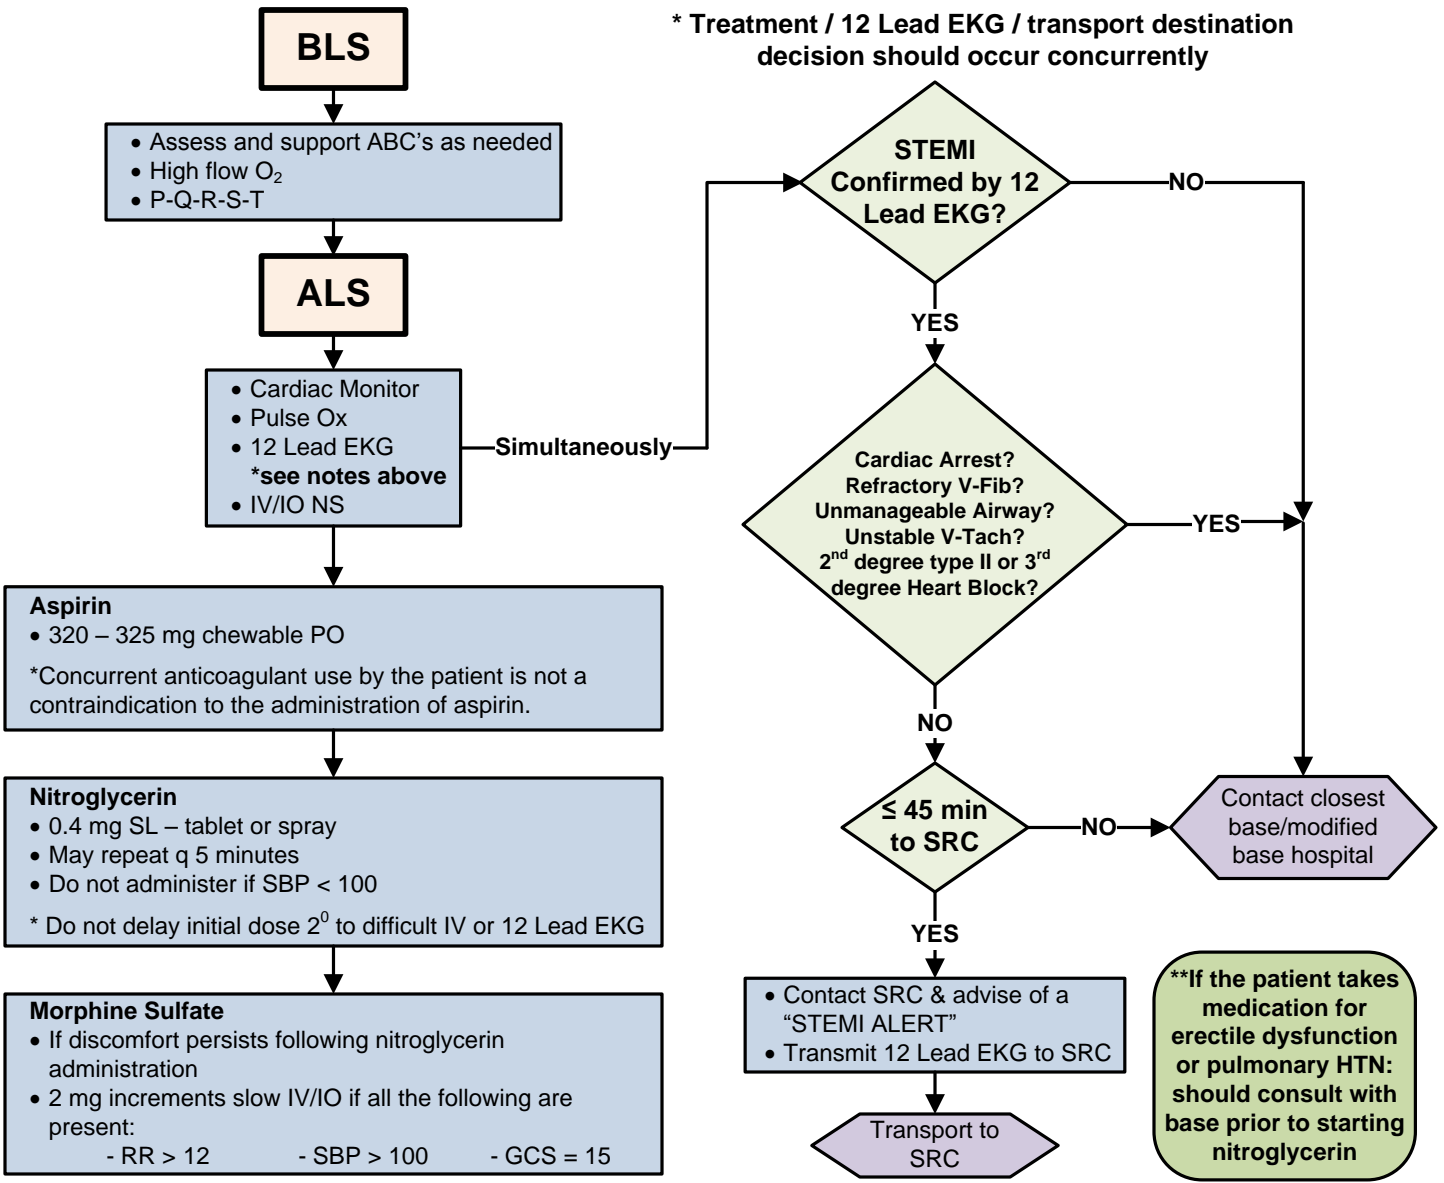 BLS
• Assess and support ABC's as needed
• High flow O₂
• P-Q-R-S-T
ALS
• Cardiac Monitor
• Pulse Ox
• 12 Lead EKG
*see notes above
• IV/IO NS
Simultaneously
Aspirin
• 320 – 325 mg chewable PO
*Concurrent anticoagulant use by the patient is not a
contraindication to the administration of aspirin.
Nitroglycerin
• 0.4 mg SL – tablet or spray
• May repeat q 5 minutes
• Do not administer if SBP < 100
* Do not delay initial dose 2⁰ to difficult IV or 12 Lead EKG
Morphine Sulfate
• If discomfort persists following nitroglycerin
administration
• 2 mg increments slow IV/IO if all the following are
present:
- RR > 12 - SBP > 100 - GCS = 15
* Treatment / 12 Lead EKG / transport destination
decision should occur concurrently
STEMI
Confirmed by 12
Lead EKG?
NO
YES
Cardiac Arrest?
Refractory V-Fib?
Unmanageable Airway?
Unstable V-Tach?
2nd degree type II or 3rd
degree Heart Block?
YES
NO
≤ 45 min
to SRC
NO
Contact closest
base/modified
base hospital
YES
• Contact SRC & advise of a
“STEMI ALERT”
• Transmit 12 Lead EKG to SRC
Transport to
SRC
**If the patient takes
medication for
erectile dysfunction
or pulmonary HTN:
should consult with
base prior to starting
nitroglycerin